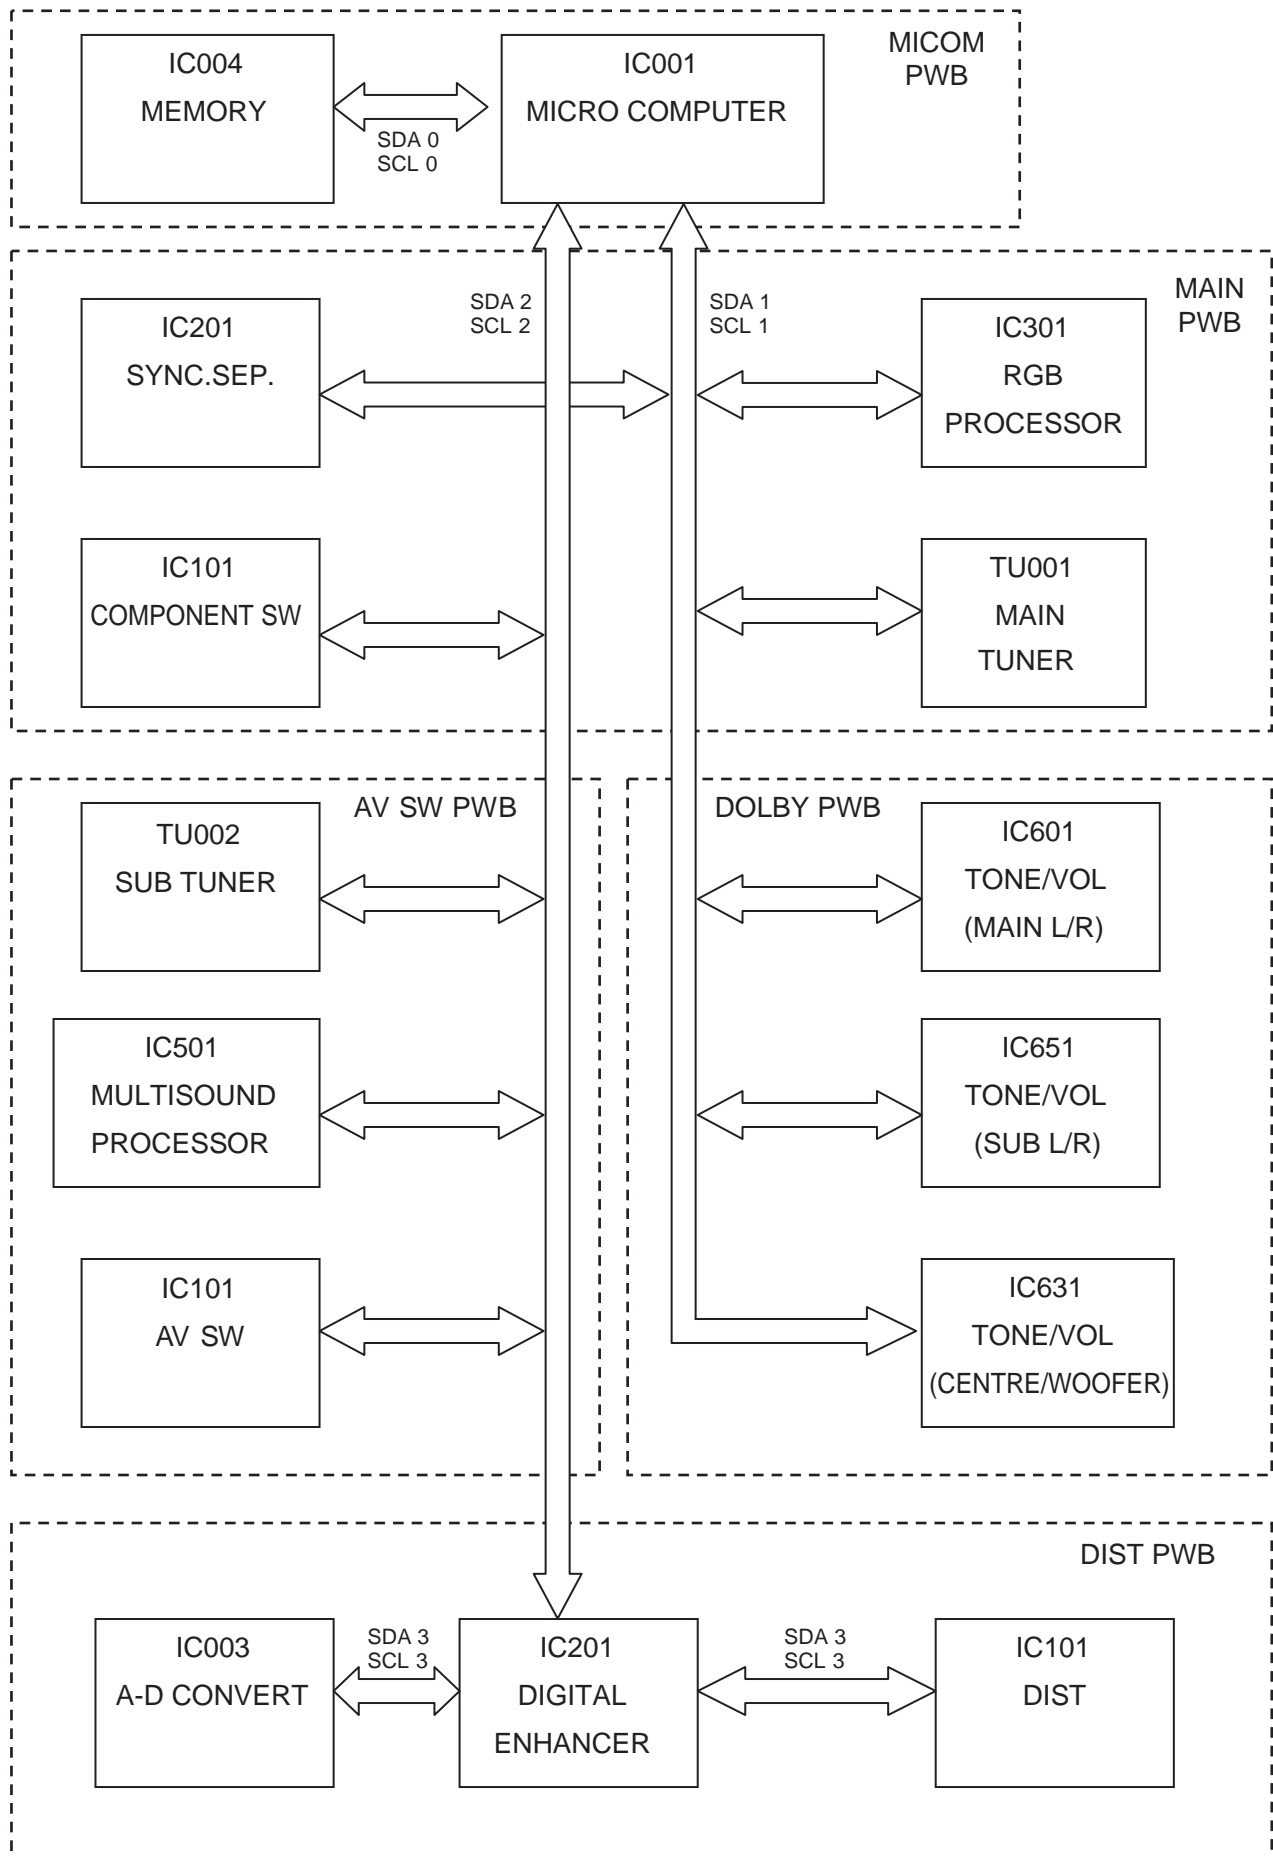 IC004
MEMORY
SDA 0
SCL 0
IC001
MICRO COMPUTER
MICOM
PWB
IC201
SYNC.SEP.
SDA 2
SCL 2
SDA 1
SCL 1
IC301
RGB
PROCESSOR
MAIN
PWB
IC101
COMPONENT SW
TU001
MAIN
TUNER
AV SW PWB
TU002
SUB TUNER
IC501
MULTISOUND
PROCESSOR
IC101
AV SW
DOLBY PWB
IC601
TONE/VOL
(MAIN L/R)
IC651
TONE/VOL
(SUB L/R)
IC631
TONE/VOL
(CENTRE/WOOFER)
DIST PWB
IC003
A-D CONVERT
SDA 3
SCL 3
IC201
DIGITAL
ENHANCER
SDA 3
SCL 3
IC101
DIST